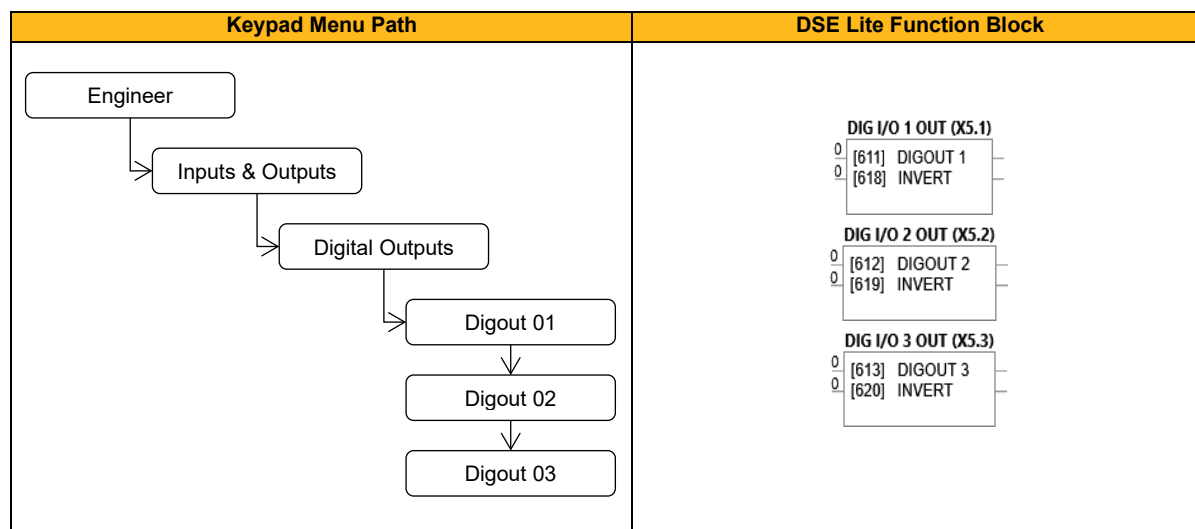 Keypad Menu Path
DSE Lite Function Block
Engineer
Inputs & Outputs
Digital Outputs
Digout 01
Digout 02
Digout 03
DIG I/O 1 OUT (X5.1)
0 [611] DIGOUT 1
0 [618] INVERT
DIG I/O 2 OUT (X5.2)
0 [612] DIGOUT 2
0 [619] INVERT
DIG I/O 3 OUT (X5.3)
0 [613] DIGOUT 3
0 [620] INVERT